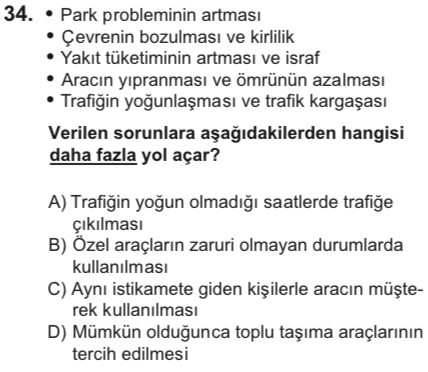 34. • Park probleminin artması
• Çevrenin bozulması ve kirlilik
• Yakıt tüketiminin artması ve israf
• Aracın yıpranması ve ömrünün azalması
• Trafiğin yoğunlaşması ve trafik kargaşası
Verilen sorunlara aşağıdakilerden hangisi
daha fazla yol açar?
A) Trafiğin yoğun olmadığı saatlerde trafiğe
çıkılması
B) Özel araçların zaruri olmayan durumlarda
kullanılması
C) Aynı istikamete giden kişilerle aracın müşte-
rek kullanılması
D) Mümkün olduğunca toplu taşıma araçlarının
tercih edilmesi